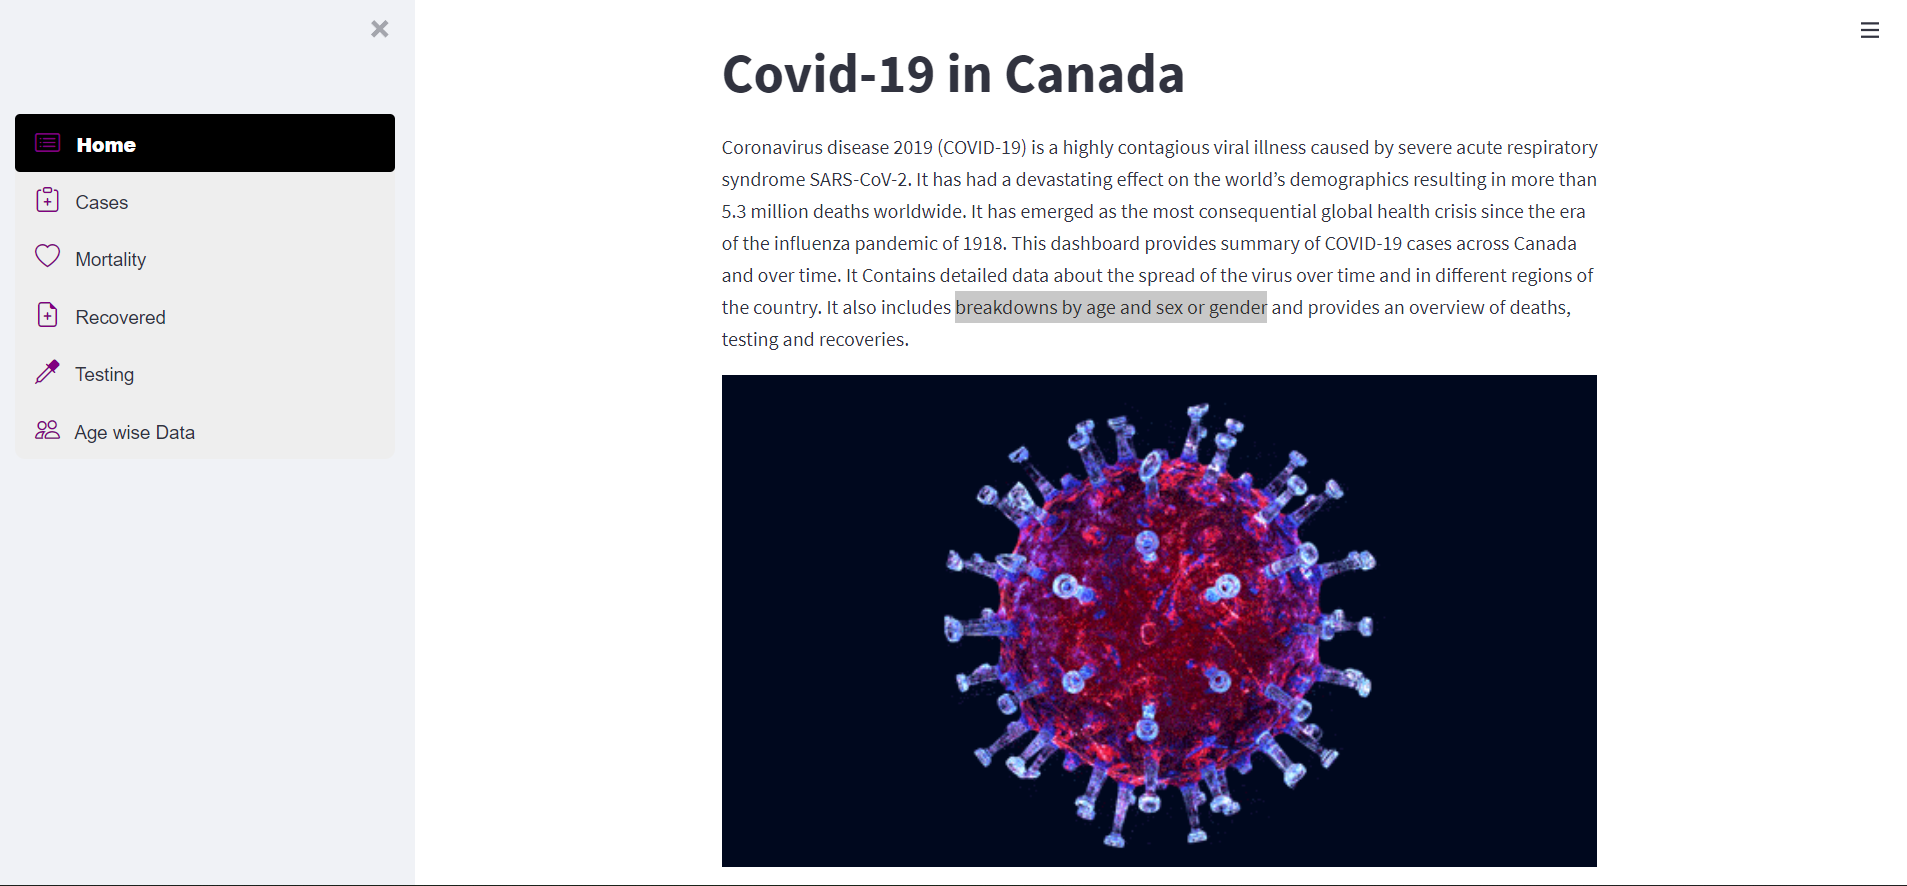 Home
Cases
Mortality
Recovered
Testing
Age wise Data
Covid-19 in Canada
Coronavirus disease 2019 (COVID-19) is a highly contagious viral illness caused by severe acute respiratory
syndrome SARS-CoV-2. It has had a devastating effect on the world’s demographics resulting in more than
5.3 million deaths worldwide. It has emerged as the most consequential global health crisis since the era
of the influenza pandemic of 1918. This dashboard provides summary of COVID-19 cases across Canada
and over time. It Contains detailed data about the spread of the virus over time and in different regions of
the country. It also includes breakdowns by age and sex or gender and provides an overview of deaths,
testing and recoveries.